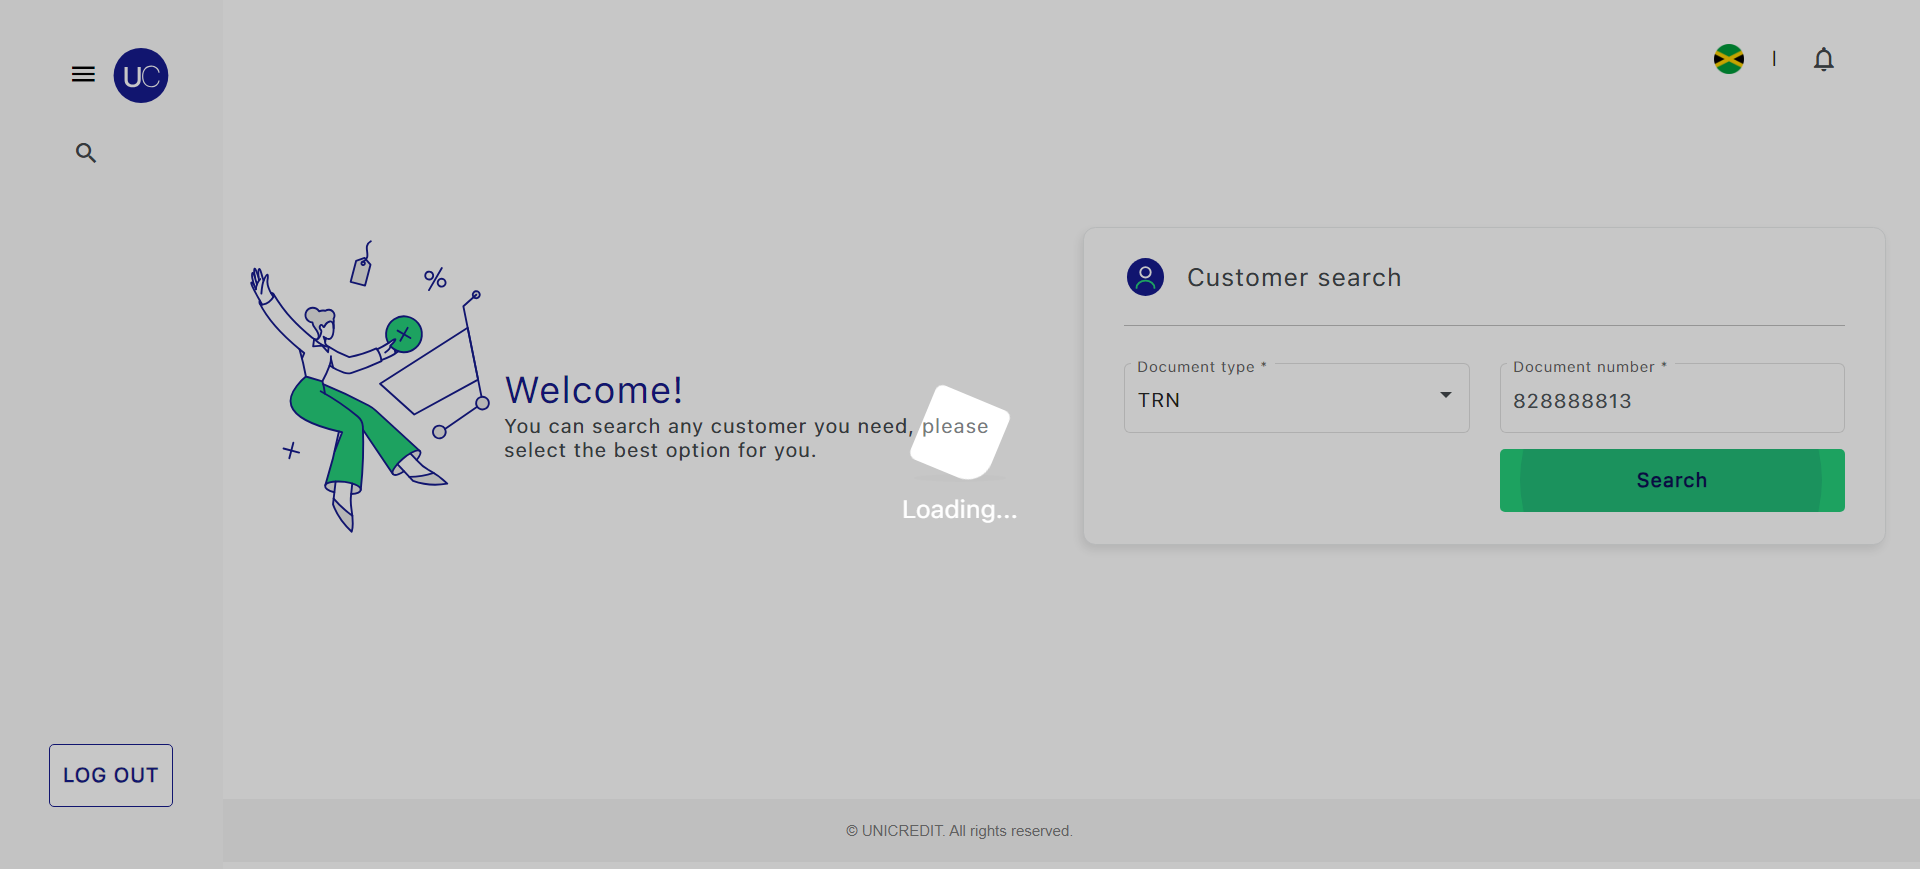 UC
|
Customer search
Document type *
TRN
Document number *
828888813
Search
%
Welcome!
You can search any customer you need, please
select the best option for you.
Loading...
LOG OUT
© UNICREDIT. All rights reserved.